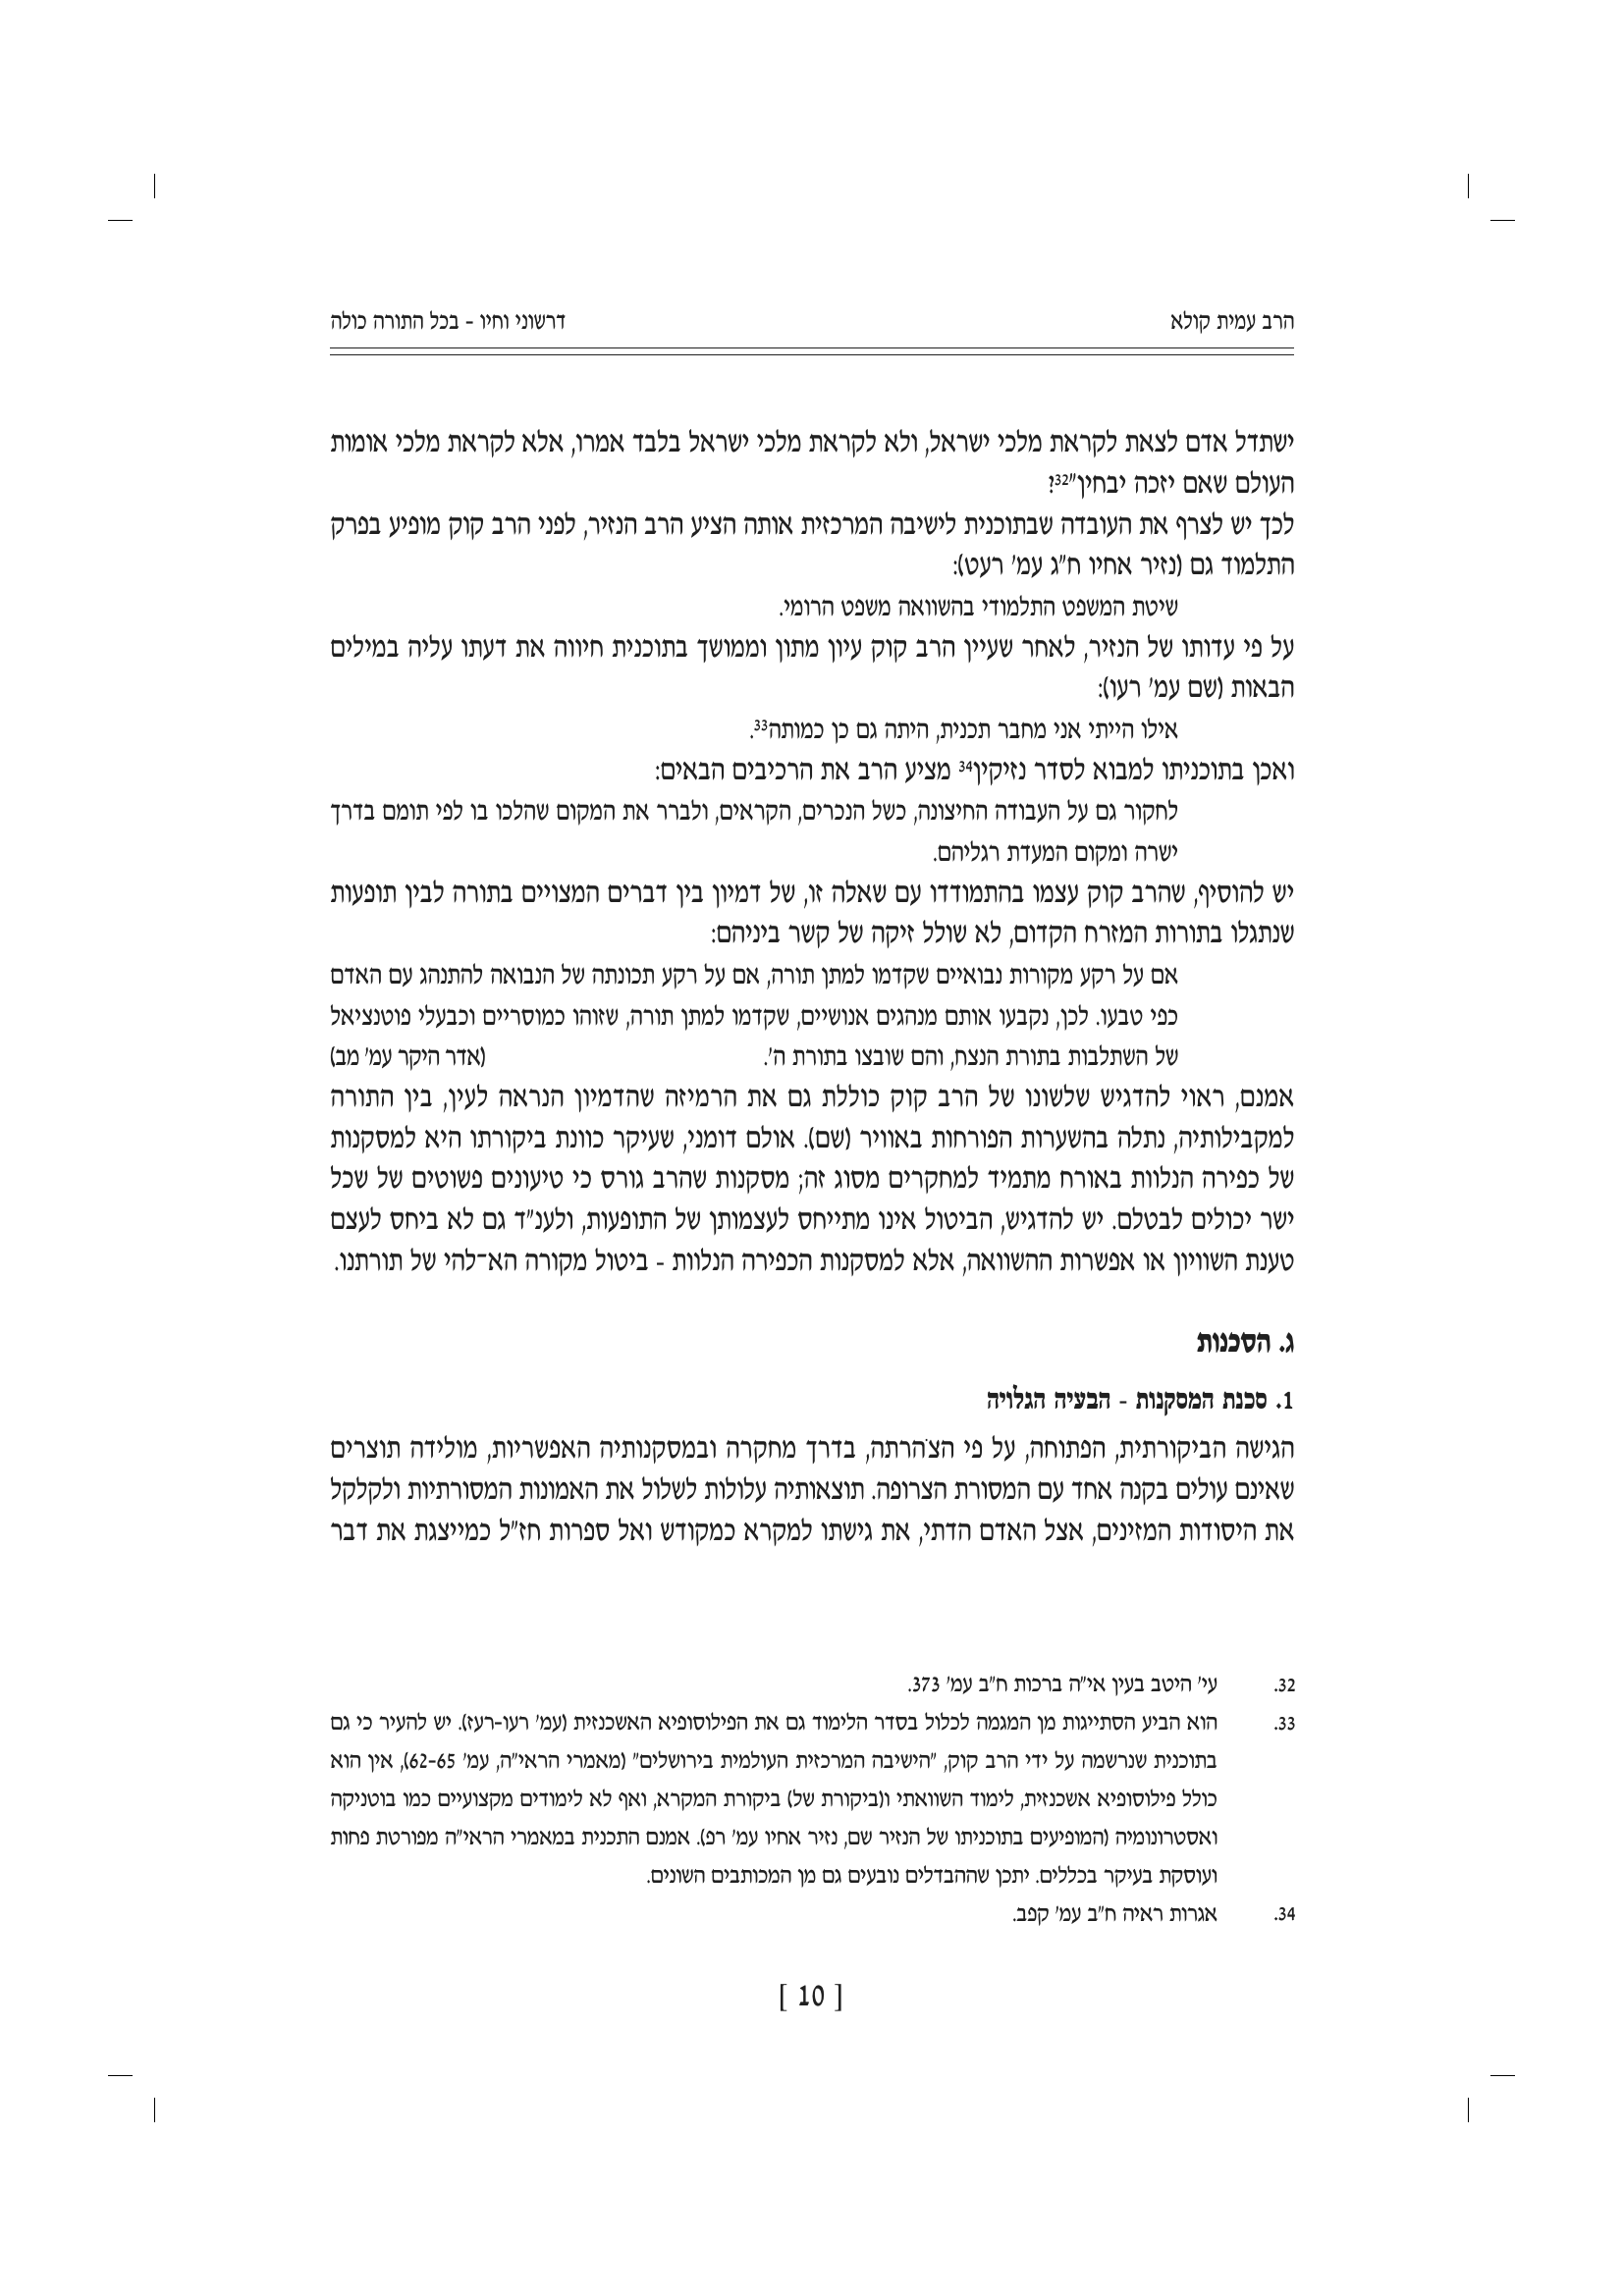 הרב עמית קולא דרשוני וחיו - בכל התורה כולה
ישתדל אדם לצאת לקראת מלכי ישראל, ולא לקראת מלכי ישראל בלבד אמרו, אלא לקראת מלכי אומות
העולם שאם יזכה יבחין"32?!
לכך יש לצרף את העובדה שבתוכנית לישיבה המרכזית אותה הציע הרב הנזיר, לפני הרב קוק מופיע בפרק
התלמוד גם (נזיר אחיו ח"ג עמ' רעט):
שיטת המשפט התלמודי בהשוואה משפט הרומי.
על פי עדותו של הנזיר, לאחר שעיין הרב קוק עיון מתון וממושך בתוכנית חיווה את דעתו עליה במילים
הבאות (שם עמ' רעו):
אילו הייתי אני מחבר תכנית, היתה גם כן כמותה33.
ואכן בתוכניתו למבוא לסדר נזיקין34 מציע הרב את הרכיבים הבאים:
לחקור גם על העבודה החיצונה, כשל הנכרים, הקראים, ולברר את המקום שהלכו בו לפי תומם בדרך
ישרה ומקום המעדת רגליהם.
יש להוסיף, שהרב קוק עצמו בהתמודדו עם שאלה זו, של דמיון בין דברים המצויים בתורה לבין תופעות
שנתגלו בתורות המזרח הקדום, לא שולל זיקה של קשר ביניהם:
אם על רקע מקורות נבואיים שקדמו למתן תורה, אם על רקע תכונתה של הנבואה להתנהג עם האדם
כפי טבעו. לכן, נקבעו אותם מנהגים אנושיים, שקדמו למתן תורה, שזוהו כמוסריים וכבעלי פוטנציאל
של השתלבות בתורת הנצח, והם שובצו בתורת ה'. (אדר היקר עמ' מב)
אמנם, ראוי להדגיש שלשונו של הרב קוק כוללת גם את הרמיזה שהדמיון הנראה לעין, בין התורה
למקבילותיה, נתלה בהשערות הפורחות באוויר (שם). אולם דומני, שעיקר כוונת ביקורתו היא למסקנות
של כפירה הנלוות באורח מתמיד למחקרים מסוג זה; מסקנות שהרב גורס כי טיעונים פשוטים של שכל
ישר יכולים לבטלם. יש להדגיש, הביטול אינו מתייחס לעצמותן של התופעות, ולענ"ד גם לא ביחס לעצם
טענת השוויון או אפשרות ההשוואה, אלא למסקנות הכפירה הנלוות - ביטול מקורה הא־להי של תורתנו.
ג. הסכנות
1. סכנת המסקנות - הבעיה הגלויה
הגישה הביקורתית, הפתוחה, על פי הצֹהרתה, בדרך מחקרה ובמסקנותיה האפשריות, מולידה תוצרים
שאינם עולים בקנה אחד עם המסורת הצרופה. תוצאותיה עלולות לשלול את האמונות המסורתיות ולקלקל
את היסודות המזינים, אצל האדם הדתי, את גישתו למקרא כמקודש ואל ספרות חז"ל כמייצגת את דבר
32. עי' היטב בעין אי"ה ברכות ח"ב עמ' 373.
33. הוא הביע הסתייגות מן המגמה לכלול בסדר הלימוד גם את הפילוסופיא האשכנזית (עמ' רעו-רעז). יש להעיר כי גם
בתוכנית שנרשמה על ידי הרב קוק, "הישיבה המרכזית העולמית בירושלים" (מאמרי הראי"ה, עמ' 62-65), אין הוא
כולל פילוסופיא אשכנזית, לימוד השוואתי ו(ביקורת של) ביקורת המקרא, ואף לא לימודים מקצועיים כמו בוטניקה
ואסטרונומיה (המופיעים בתוכניתו של הנזיר שם, נזיר אחיו עמ' רפ). אמנם התכנית במאמרי הראי"ה מפורטת פחות
ועוסקת בעיקר בכללים. יתכן שההבדלים נובעים גם מן המכותבים השונים.
34. אגרות ראיה ח"ב עמ' קפב.
[ 10 ]